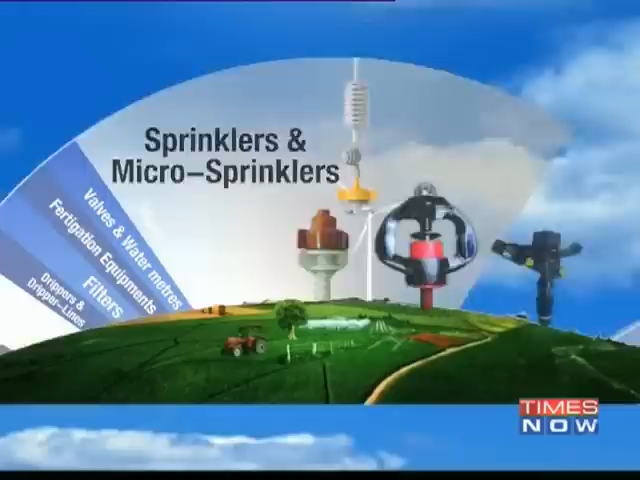 Sprinklers &
Micro-Sprinklers
Valves & Water metres
Fertigation Equipments
Filters
Drippers &
Dripper-Lines
TIMES
NOW